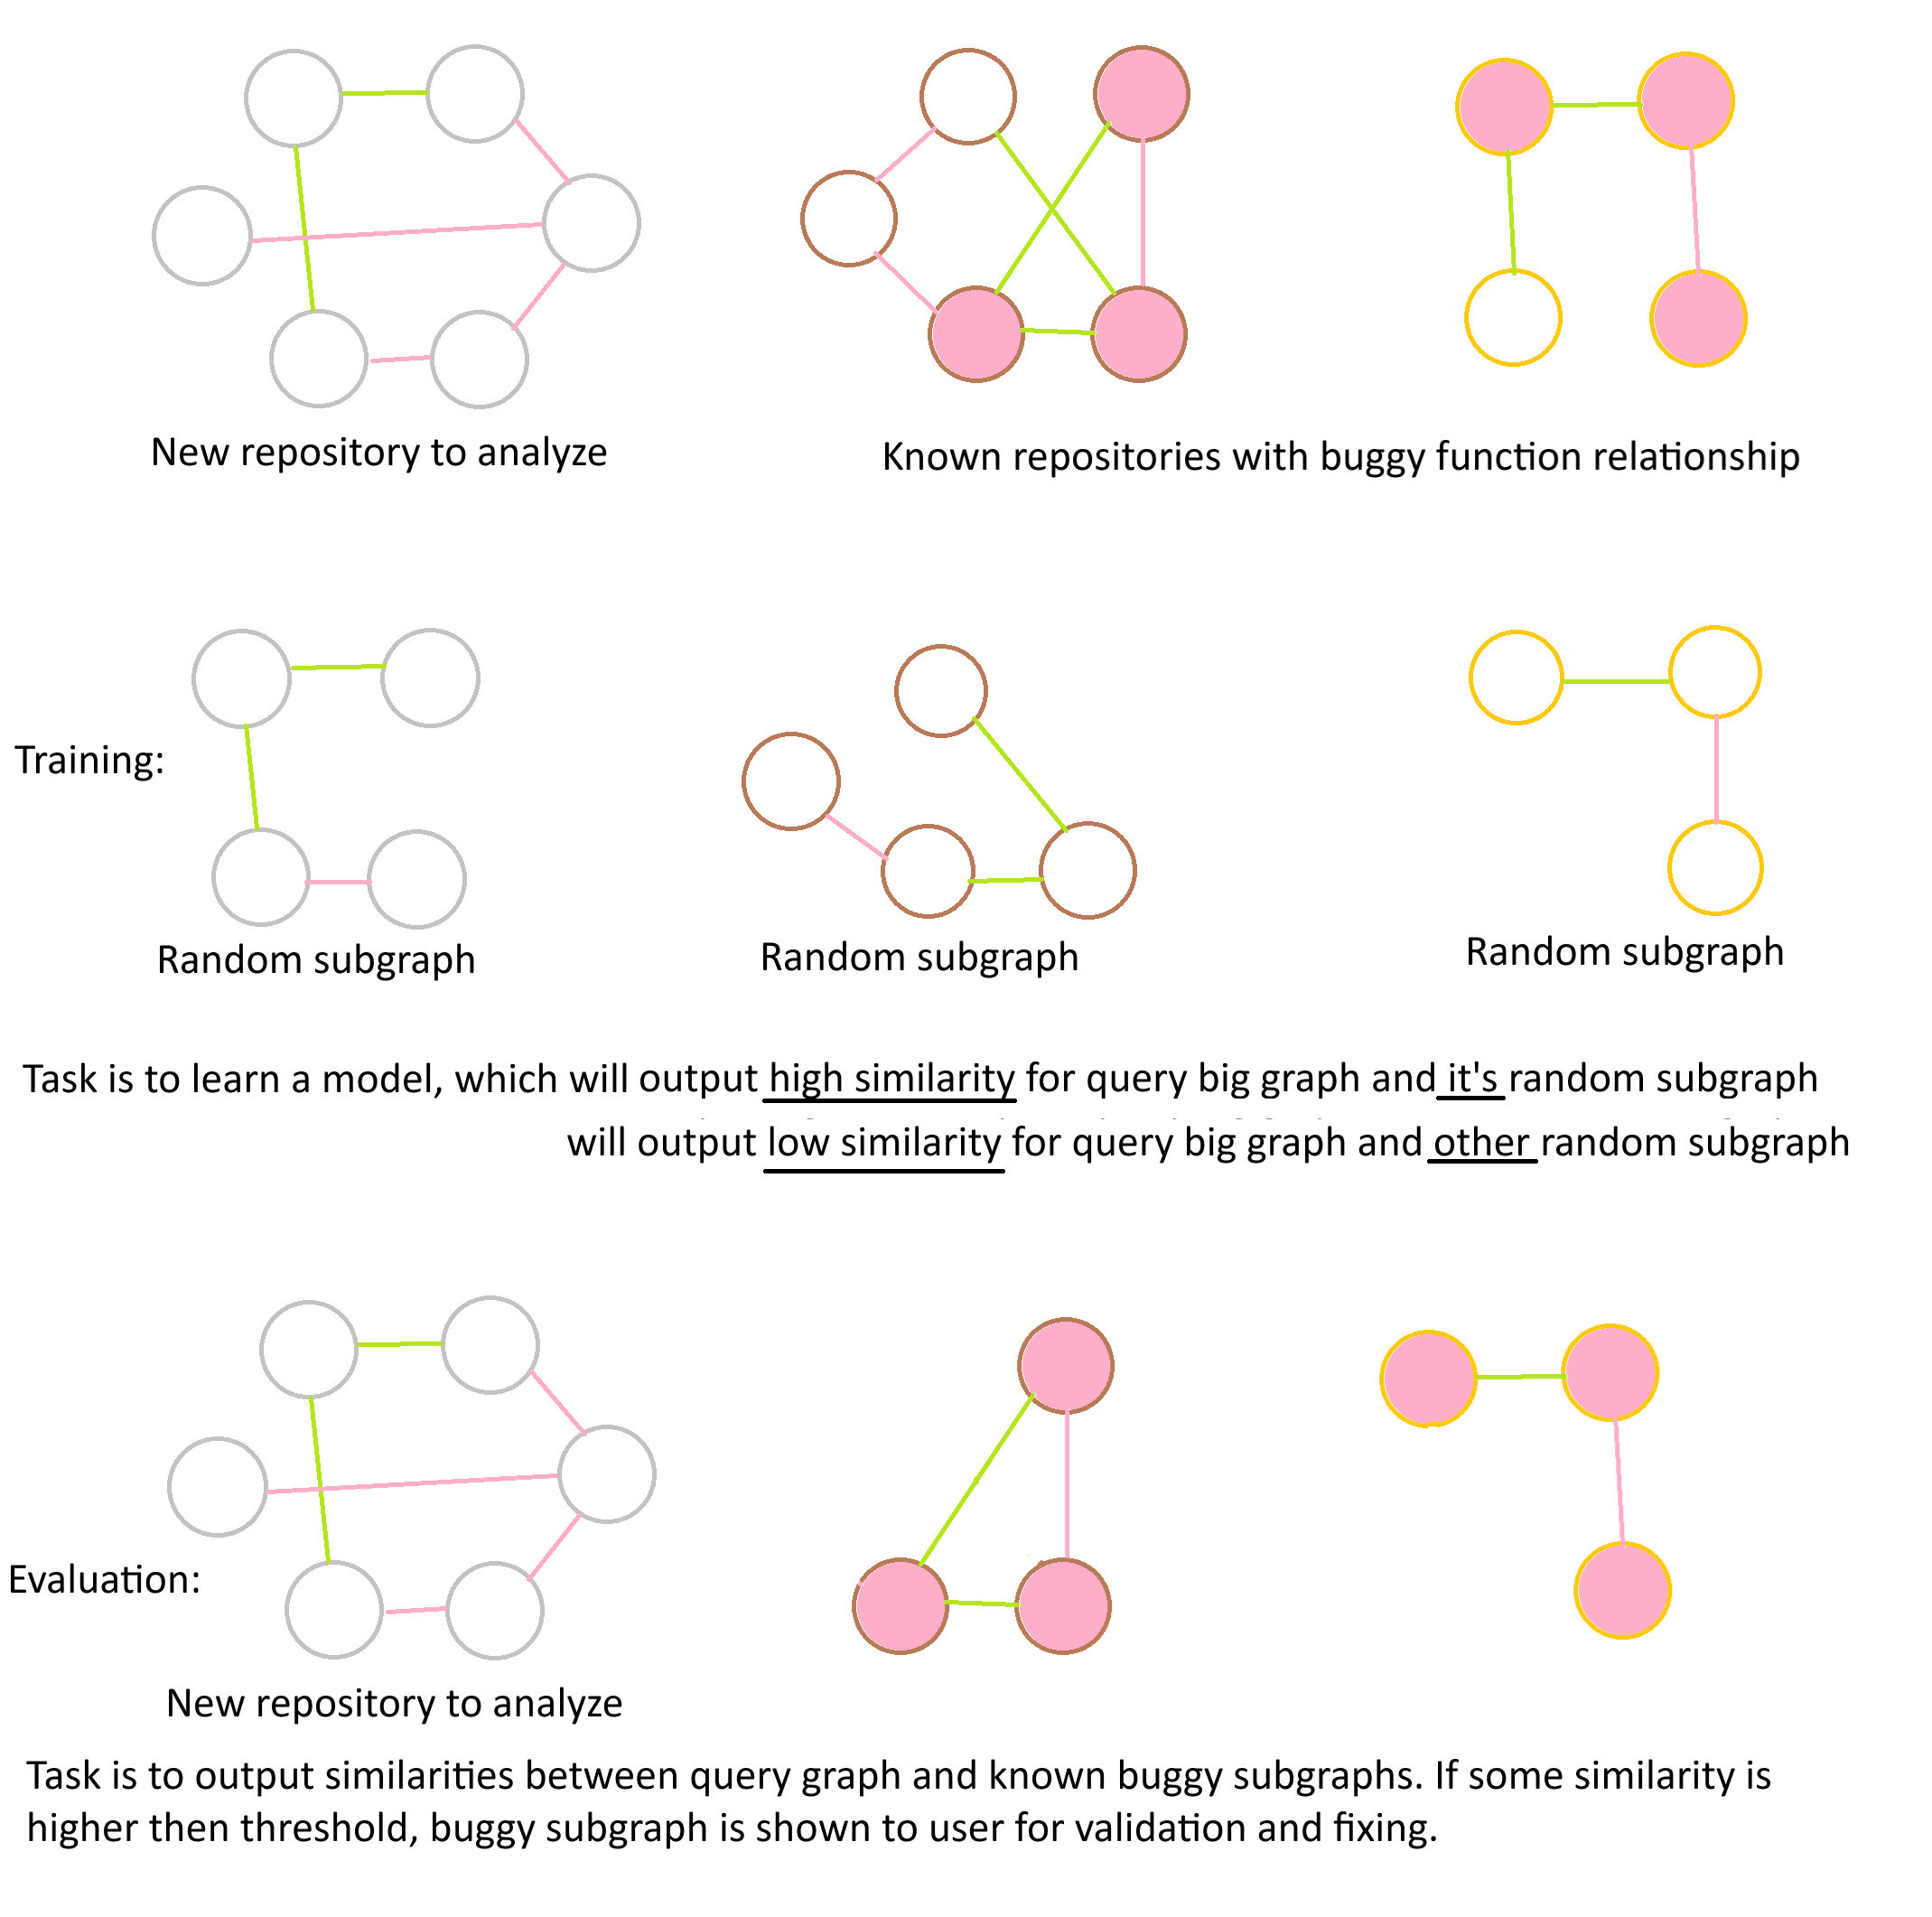 New repository to analyze
Known repositories with buggy function relationship
Training:
Random subgraph
Random subgraph
Random subgraph
Task is to learn a model, which will output high similarity for query big graph and it's random subgraph
will output low similarity for query big graph and other random subgraph
Evaluation:
New repository to analyze
Task is to output similarities between query graph and known buggy subgraphs. If some similarity is
higher then threshold, buggy subgraph is shown to user for validation and fixing.